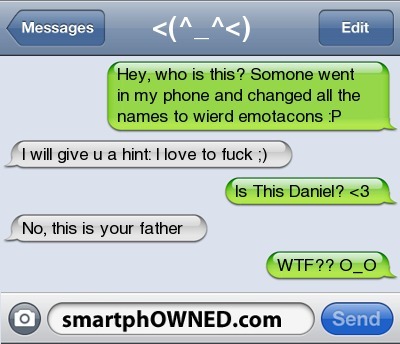 Messages
<(^_^<)
Edit
Hey, who is this? Somone went
in my phone and changed all the
names to wierd emotacons :P
I will give u a hint: I love to fuck ;)
Is This Daniel? <3
No, this is your father
WTF?? O_O
smartphOWNED.com
Send